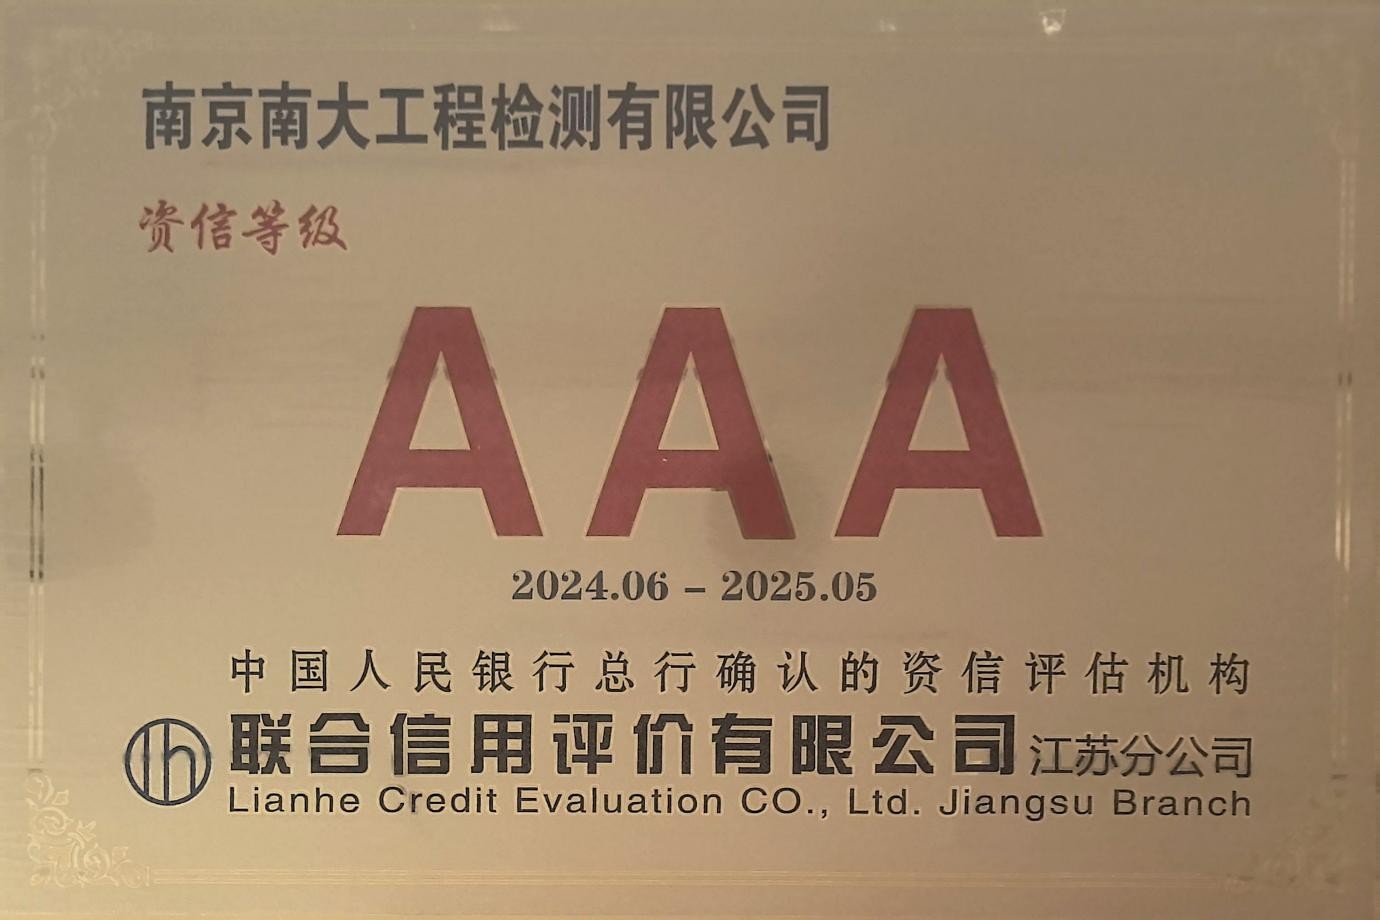 南京南大工程检测有限公司
资信等级
AAA
2024.06 – 2025.05
中国人民银行总行确认的资信评估机构
联合信用评价有限公司 江苏分公司
Lianhe Credit Evaluation CO., Ltd. Jiangsu Branch